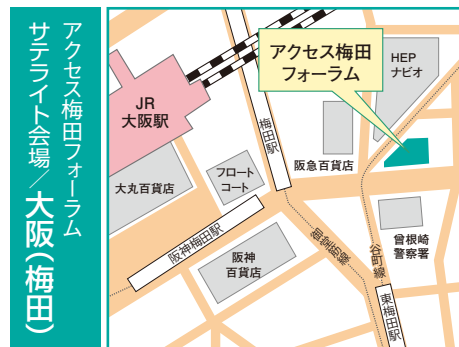 アクセス梅田フォーラム
サテライト会場／大阪（梅田）
アクセス梅田
フォーラム
HEP
ナビオ
JR
大阪駅
梅田駅
阪急百貨店
フロート
コート
大丸百貨店
阪神梅田駅
阪神
百貨店
御堂筋線
谷町線
曾根崎
警察署
東梅田駅